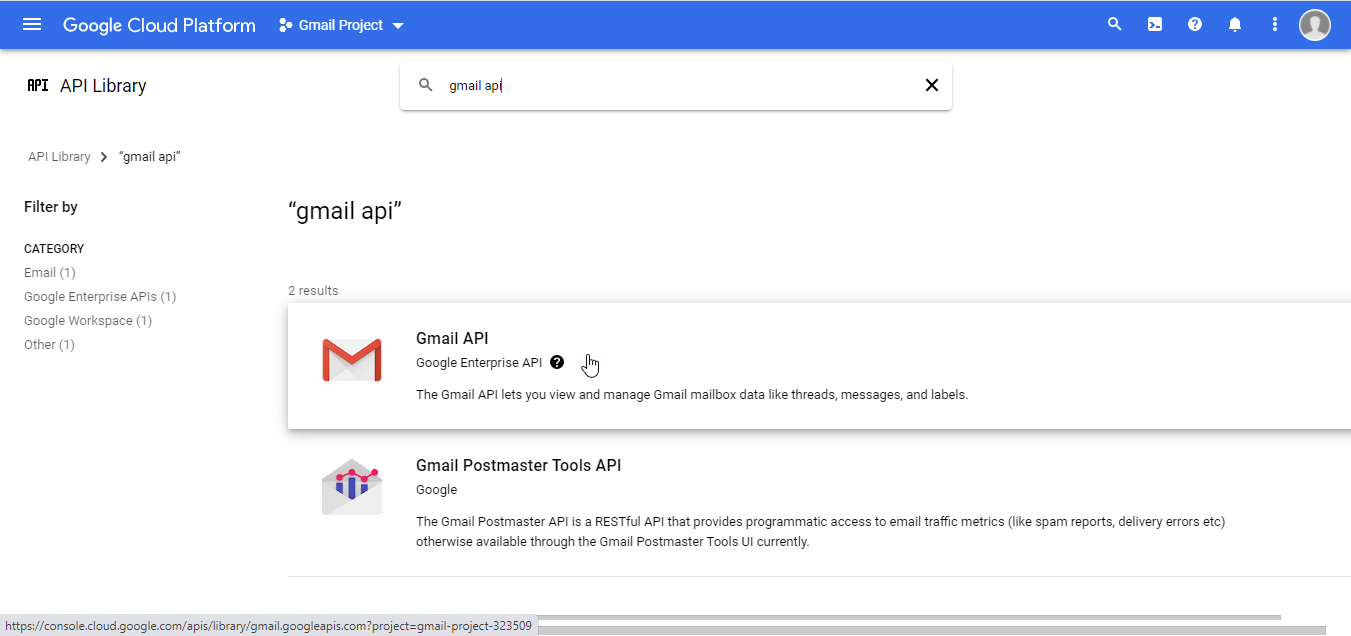 Google Cloud Platform
Gmail Project
API API Library
gmail api
API Library
“gmail api”
Filter by
CATEGORY
Email (1)
Google Enterprise APIs (1)
Google Workspace (1)
Other (1)
“gmail api”
2 results
Gmail API
Google Enterprise API
The Gmail API lets you view and manage Gmail mailbox data like threads, messages, and labels.
Gmail Postmaster Tools API
Google
The Gmail Postmaster API is a RESTful API that provides programmatic access to email traffic metrics (like spam reports, delivery errors etc)
otherwise available through the Gmail Postmaster Tools UI currently.
https://console.cloud.google.com/apis/library/gmail.googleapis.com?project=gmail-project-323509